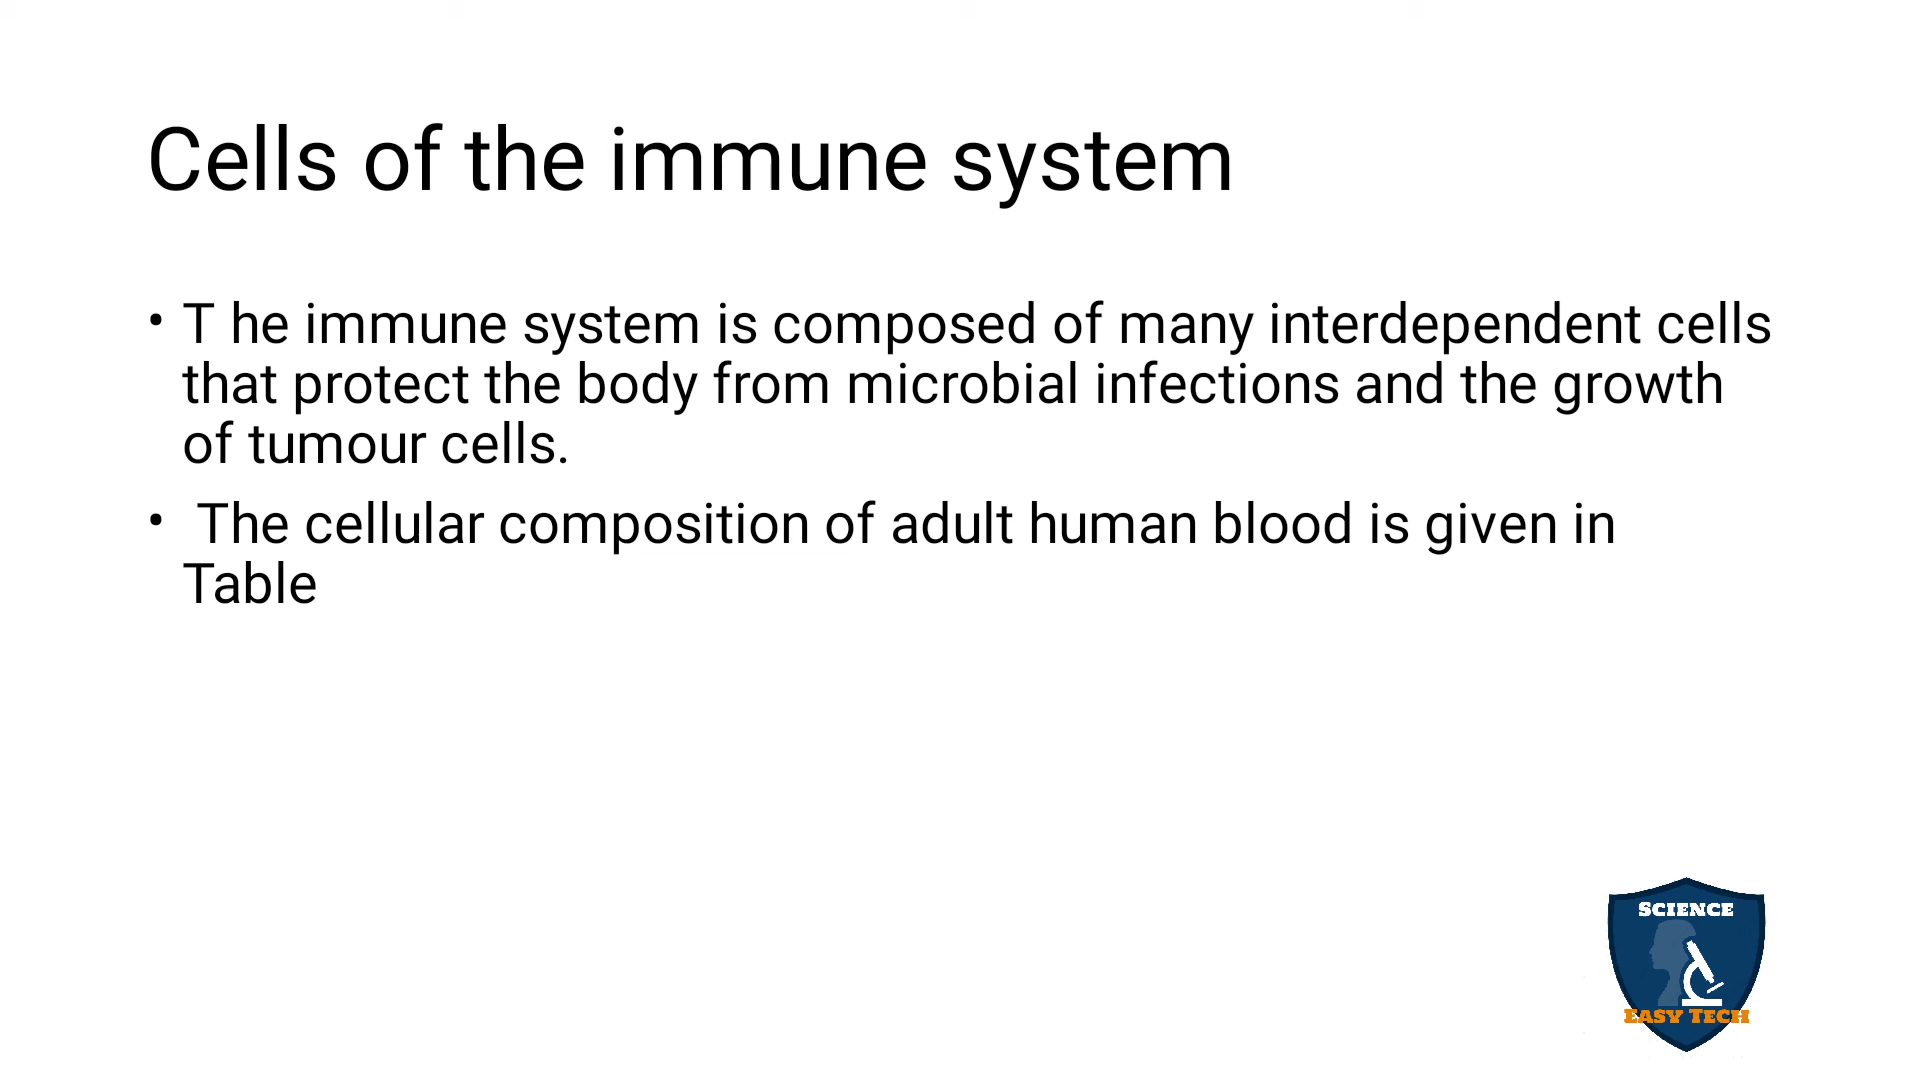 Cells of the immune system
• T he immune system is composed of many interdependent cells
that protect the body from microbial infections and the growth
of tumour cells.
• The cellular composition of adult human blood is given in
Table
SCIENCE
EASY TECH